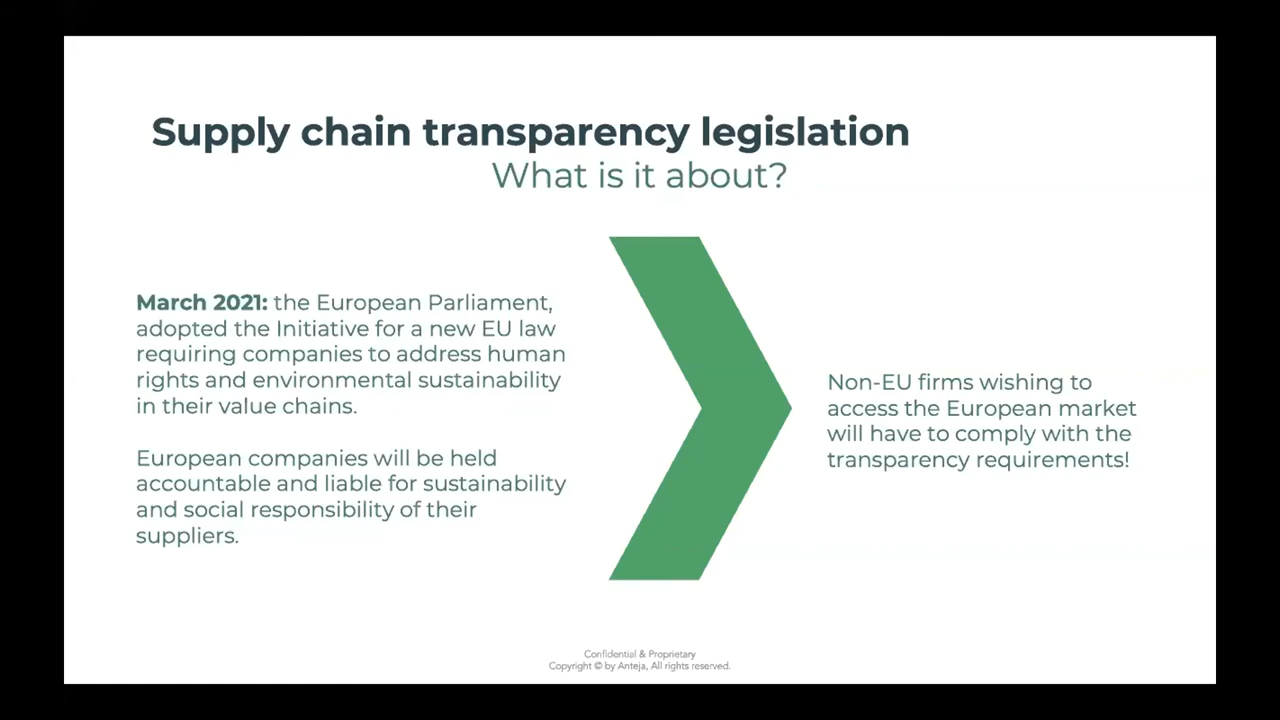 Supply chain transparency legislation
What is it about?
March 2021: the European Parliament,
adopted the Initiative for a new EU law
requiring companies to address human
rights and environmental sustainability
in their value chains.
European companies will be held
accountable and liable for sustainability
and social responsibility of their
suppliers.
Non-EU firms wishing to
access the European market
will have to comply with the
transparency requirements!
Confidential & Proprietary
Copyright © by Anteja, All rights reserved.